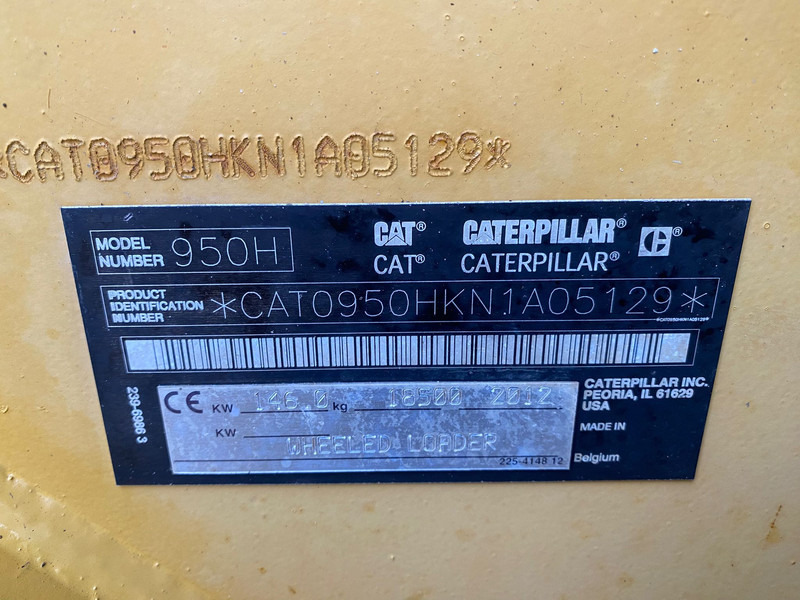 *CAT0950HKN1A05129*
MODEL NUMBER 950H
CAT® CATERPILLAR® C®
CAT® CATERPILLAR®
PRODUCT IDENTIFICATION NUMBER *CAT0950HKN1A05129*
*CAT0950HKN1A05129*
239-6986 3
CE KW 146.0 kg 18500 2012
KW
WHEELED LOADER
225-4148 12
CATERPILLAR INC.
PEORIA, IL 61629
USA
MADE IN
Belgium